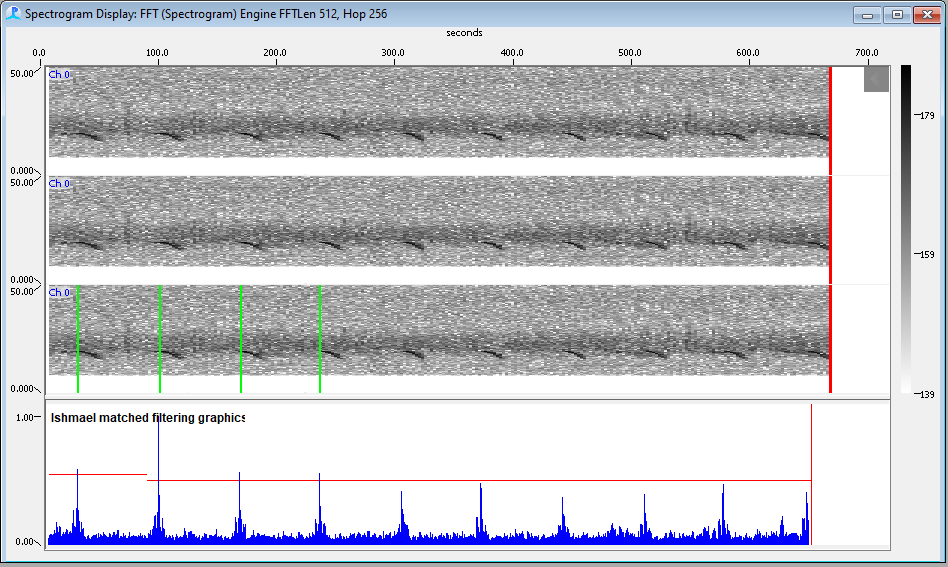 Spectrogram Display: FFT (Spectrogram) Engine FFTLen 512, Hop 256
seconds
0.0 100.0 200.0 300.0 400.0 500.0 600.0 700.0
50.00
Ch 0
179
0.000
50.00
Ch 0
159
0.000
50.00
Ch 0
0.000
139
1.00
Ishmael matched filtering graphics
0.00